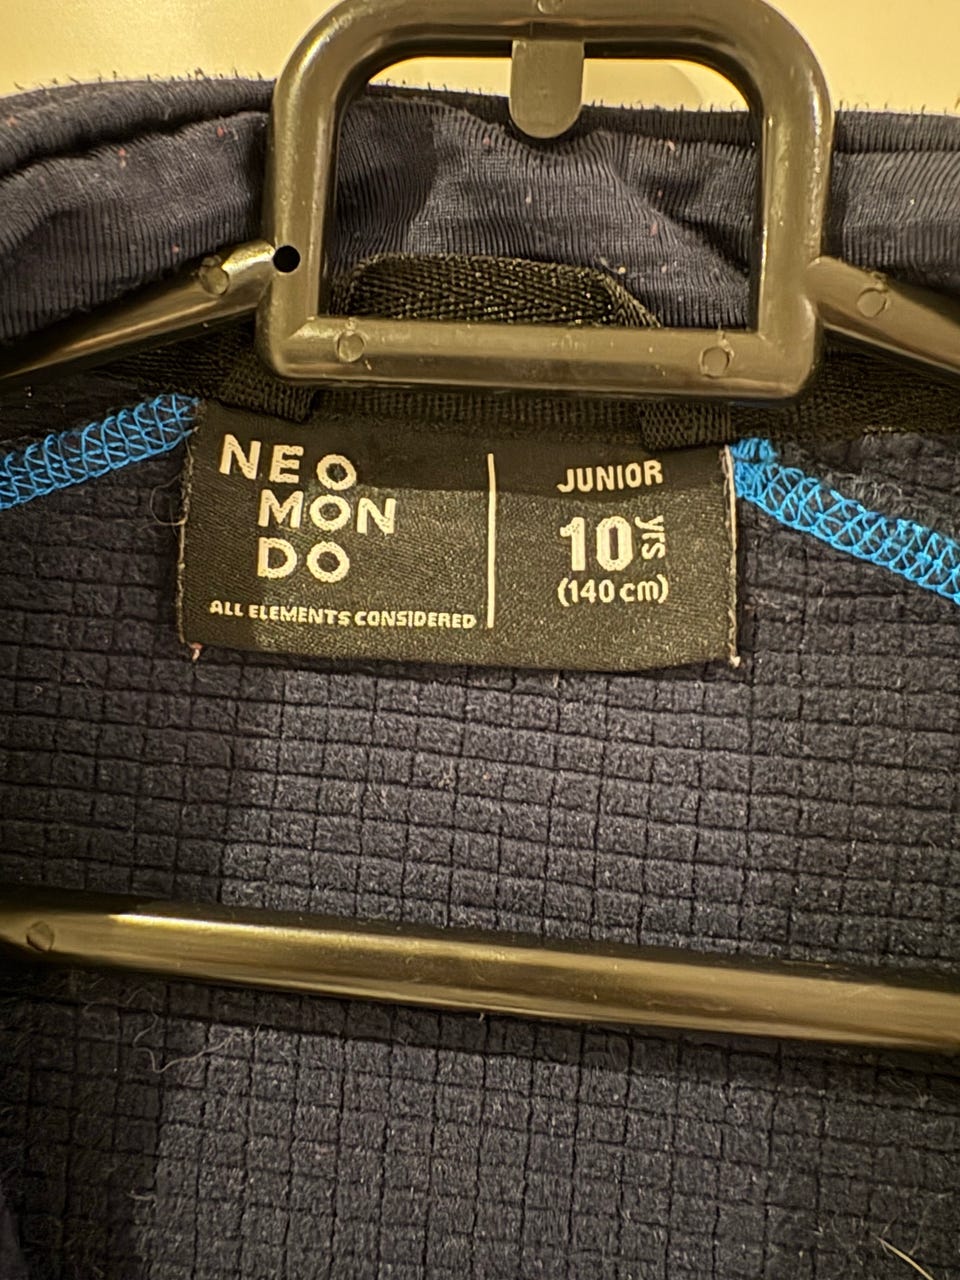 NEO
MON
DO
ALL ELEMENTS CONSIDERED
JUNIOR
10 yrs
(140 cm)